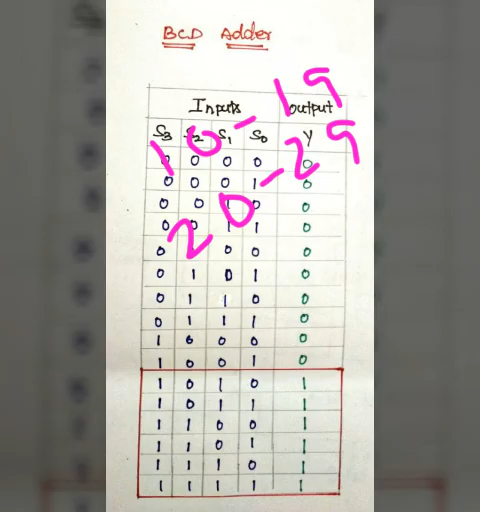 BCD Adder
Inputs output
S3 S2 S1 S0 Y
0 0 0 0 0
0 0 0 1 0
0 0 1 0 0
0 0 1 1 0
0 0 0 0
0 1 0 1 0
0 1 1 0 0
0 1 1 1 0
1 0 0 0 0
1 0 0 1 0
1 0 1 0 1
1 0 1 1 1
1 1 0 0 1
1 1 0 1 1
1 1 1 0 1
1 1 1 1 1
10-19
20-29